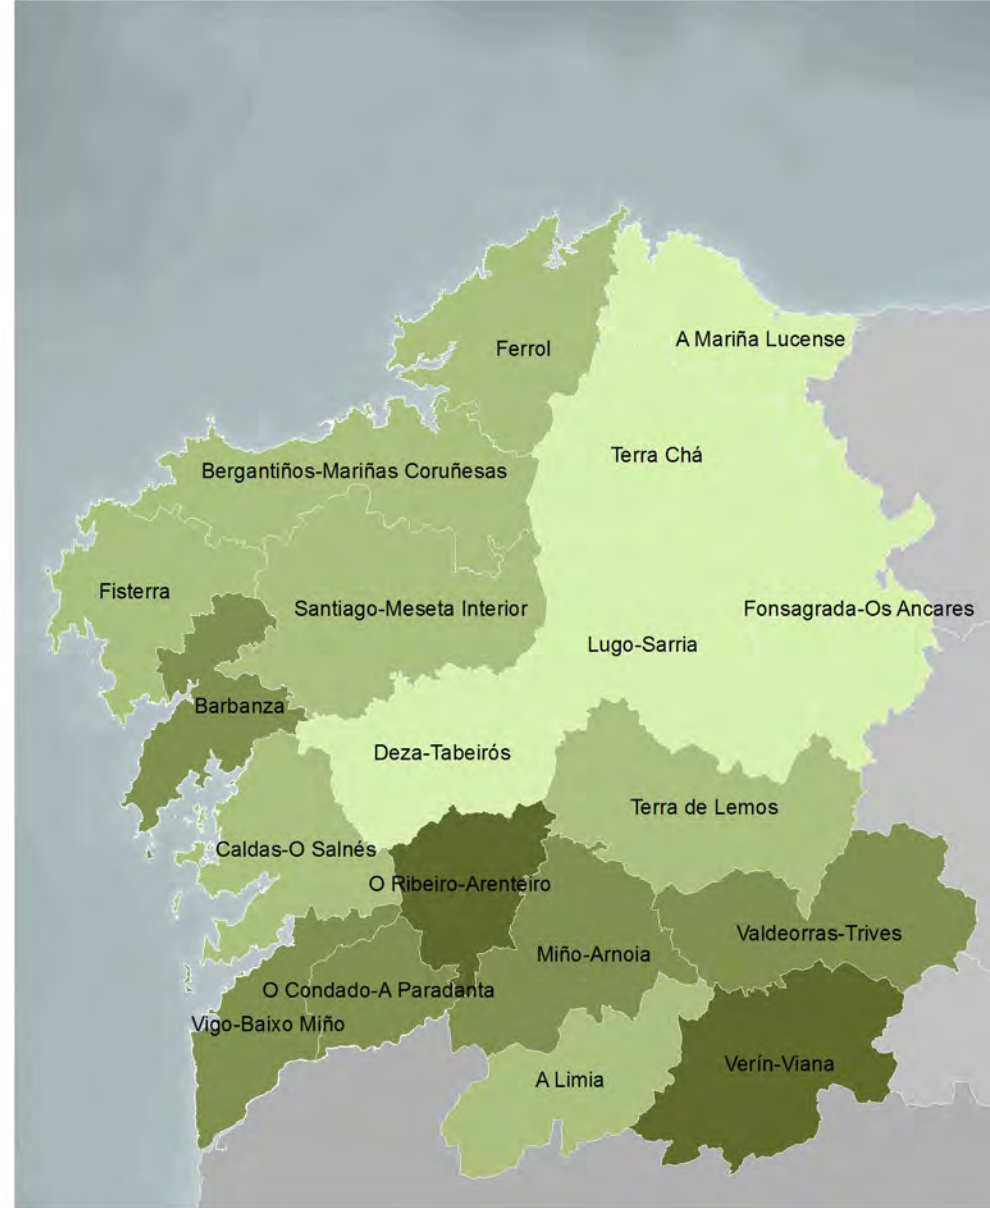 A Mariña Lucense
Ferrol
Terra Chá
Bergantiños-Mariñas Coruñesas
Fisterra
Santiago-Meseta Interior
Fonsagrada-Os Ancares
Lugo-Sarria
Barbanza
Deza-Tabeirós
Terra de Lemos
Caldas-O Salnés
O Ribeiro-Arenteiro
Valdeorras-Trives
Miño-Arnoia
O Condado-A Paradanta
Vigo-Baixo Miño
Verín-Viana
A Limia